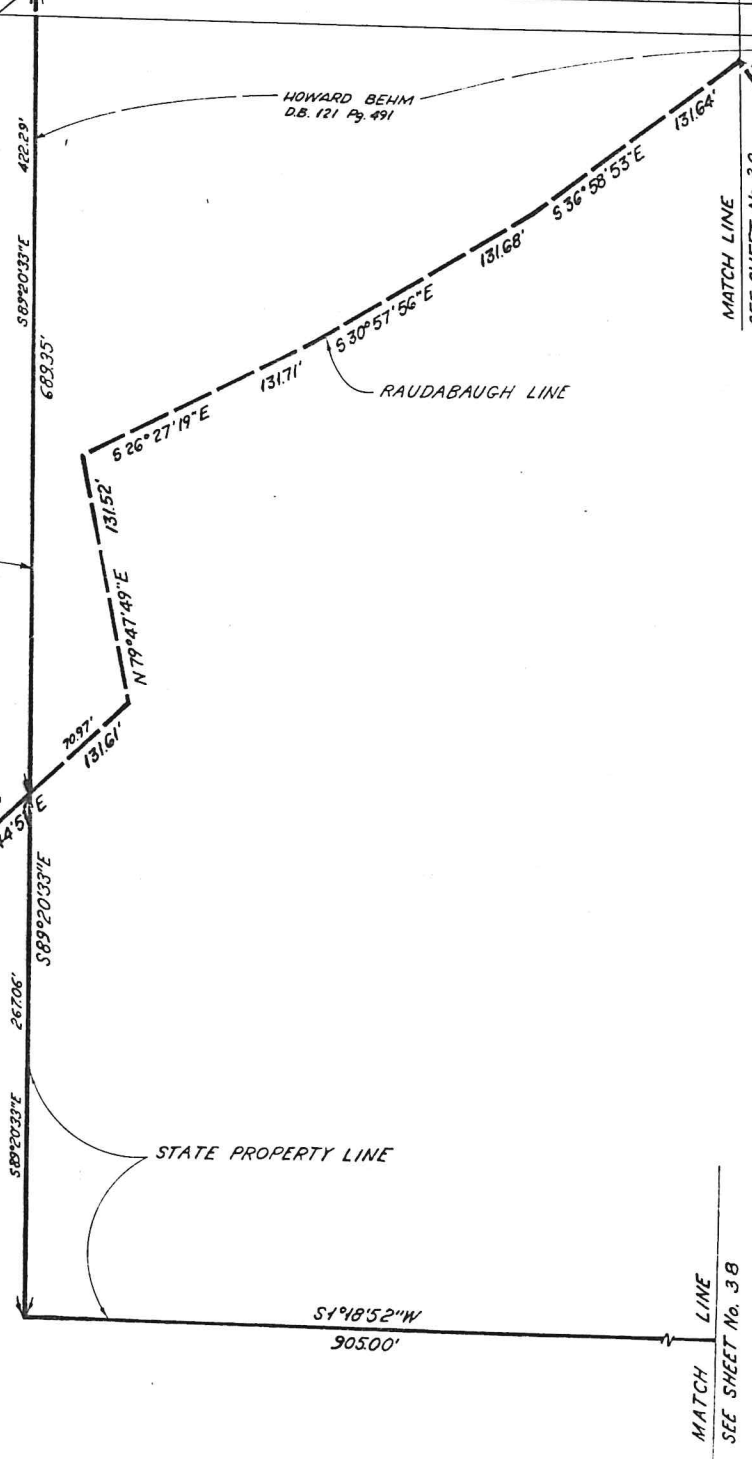 HOWARD BEHM
D.B. 121 Pg. 491
422.29'
S89°20'33"E
689.35'
131.64'
S 36°58'53"E
131.68'
S 30°57'56"E
131.71'
S 26°27'19"E
RAUDABAUGH LINE
MATCH LINE
131.52'
N 79°47'49"E
70.97'
131.61'
E
S89°20'33"E
267.06'
S89°20'33"E
STATE PROPERTY LINE
S1°18'52"W
905.00'
MATCH LINE
SEE SHEET No. 38